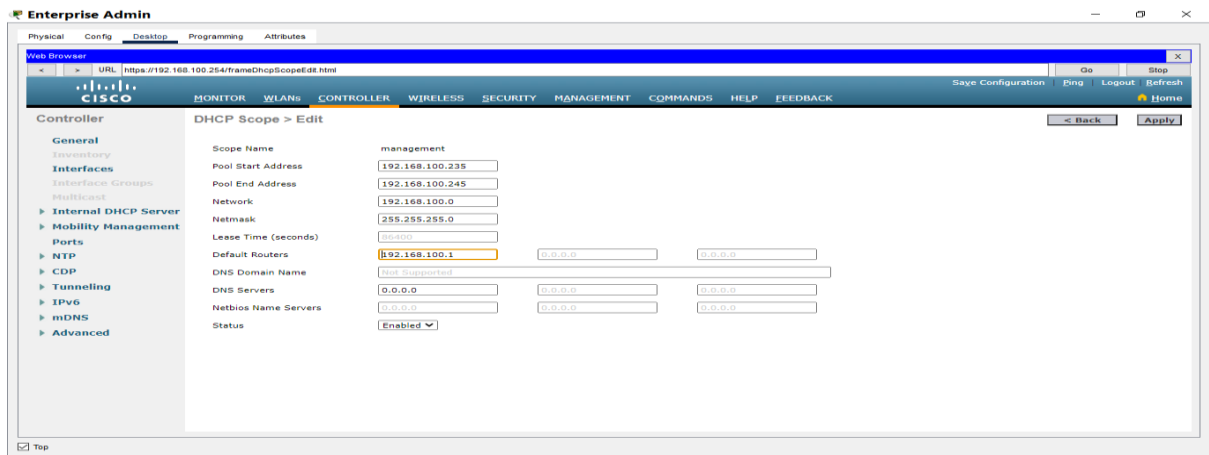 Enterprise Admin
Physical Config Desktop Programming Attributes
Web Browser X
< > URL https://192.168.100.254/frameDhcpScopeEdit.html Go Stop
Save Configuration Ping Logout Refresh
CISCO MONITOR WLANs CONTROLLER WIRELESS SECURITY MANAGEMENT COMMANDS HELP FEEDBACK Home
Controller DHCP Scope > Edit < Back Apply
General
Inventory
Interfaces
Interface Groups
Multicast
Internal DHCP Server
Mobility Management
Ports
NTP
CDP
Tunneling
IPv6
mDNS
Advanced
Scope Name management
Pool Start Address 192.168.100.235
Pool End Address 192.168.100.245
Network 192.168.100.0
Netmask 255.255.255.0
Lease Time (seconds) 86400
Default Routers 192.168.100.1 0.0.0.0 0.0.0.0
DNS Domain Name Not Supported
DNS Servers 0.0.0.0 0.0.0.0 0.0.0.0
Netbios Name Servers 0.0.0.0 0.0.0.0 0.0.0.0
Status Enabled
Top